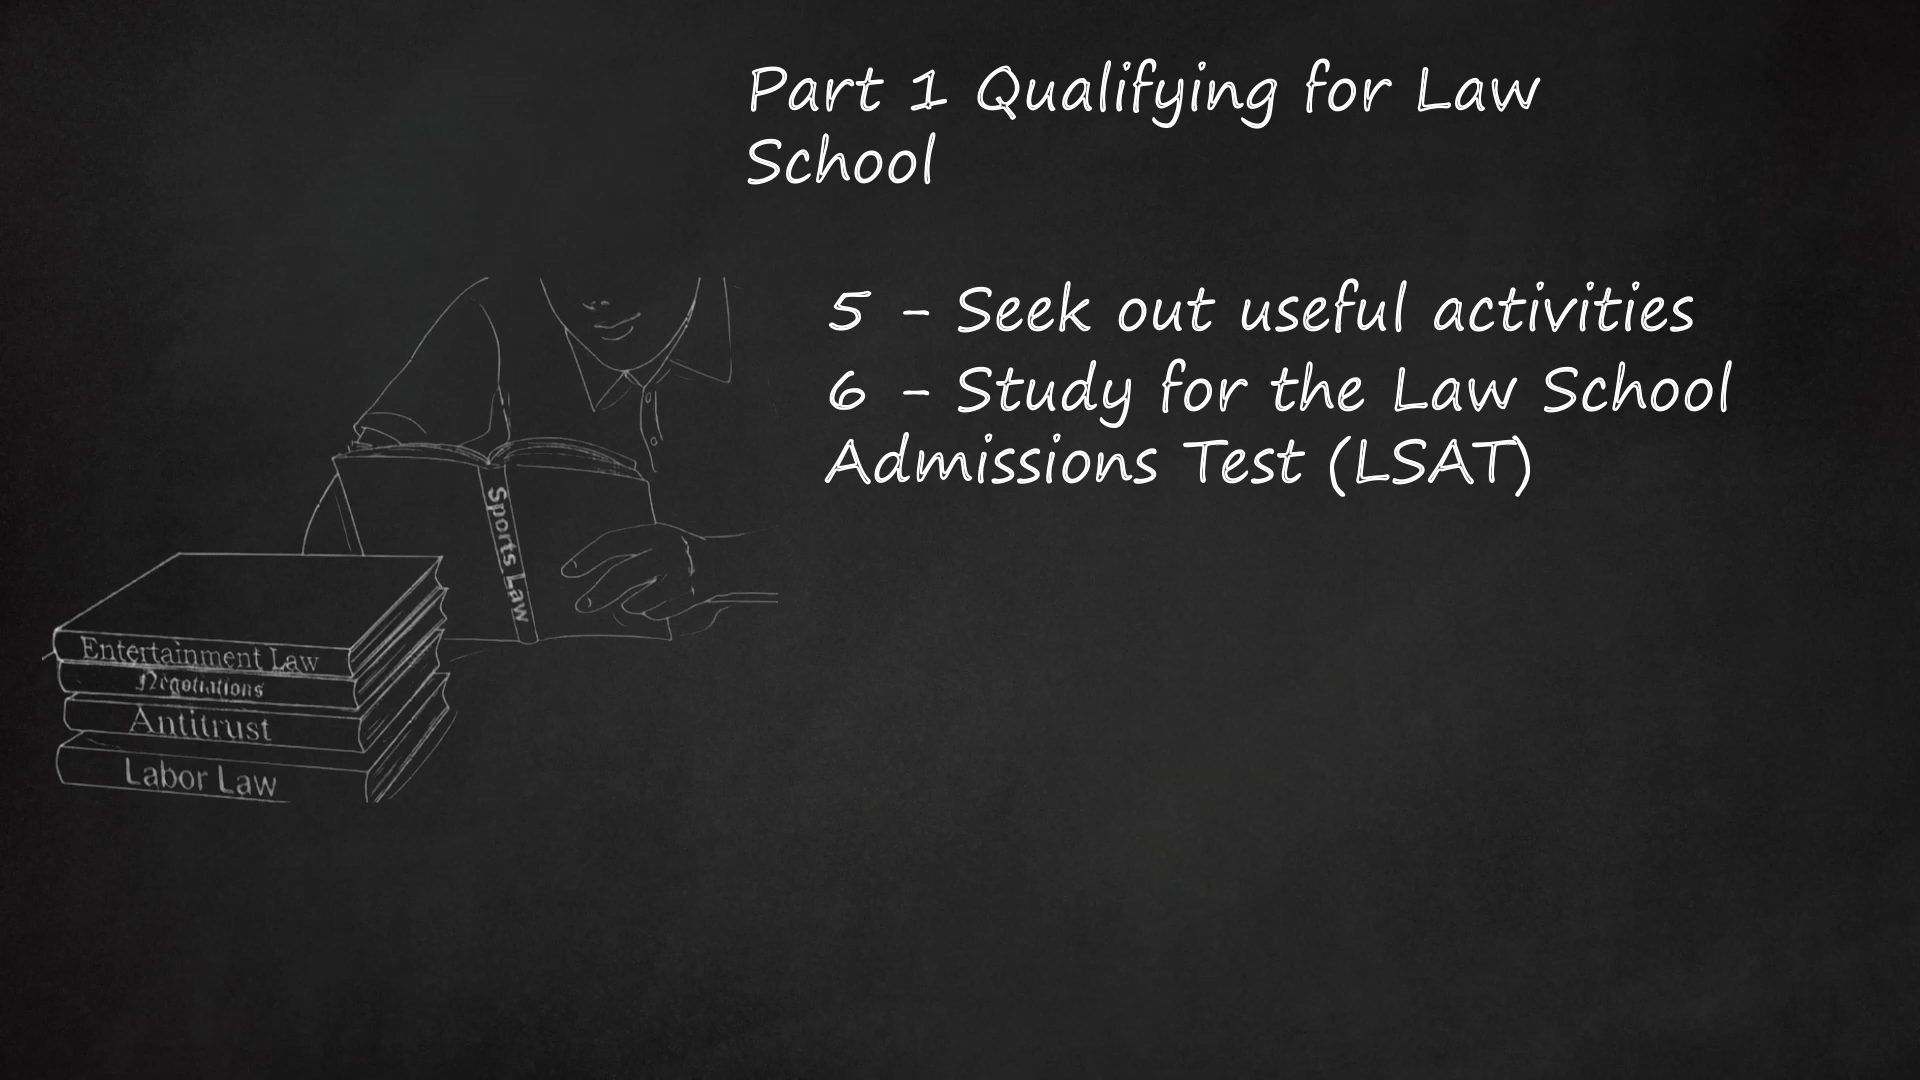 Part 1 Qualifying for Law
School
5 - Seek out useful activities
6 - Study for the Law School
Admissions Test (LSAT)
Sports Law
Entertainment Law
Negotiations
Antitrust
Labor Law